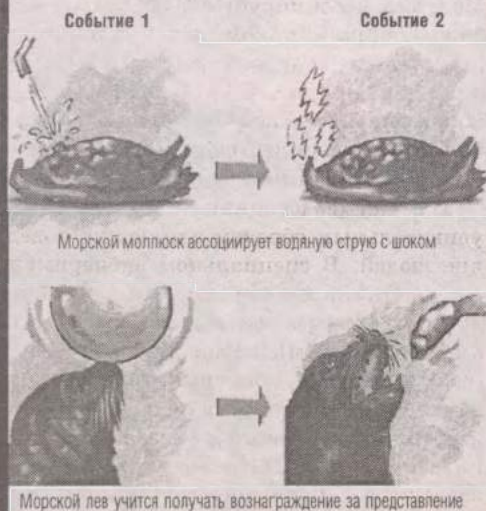 Событие 1
Событие 2
Морской моллюск ассоциирует водяную струю с шоком
Морской лев учится получать вознаграждение за представление